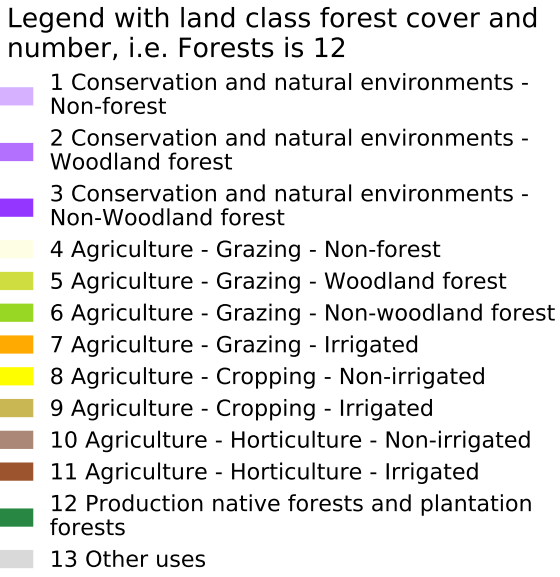 Legend with land class forest cover and
number, i.e. Forests is 12
1 Conservation and natural environments -
Non-forest
2 Conservation and natural environments -
Woodland forest
3 Conservation and natural environments -
Non-Woodland forest
4 Agriculture - Grazing - Non-forest
5 Agriculture - Grazing - Woodland forest
6 Agriculture - Grazing - Non-woodland forest
7 Agriculture - Grazing - Irrigated
8 Agriculture - Cropping - Non-irrigated
9 Agriculture - Cropping - Irrigated
10 Agriculture - Horticulture - Non-irrigated
11 Agriculture - Horticulture - Irrigated
12 Production native forests and plantation
forests
13 Other uses